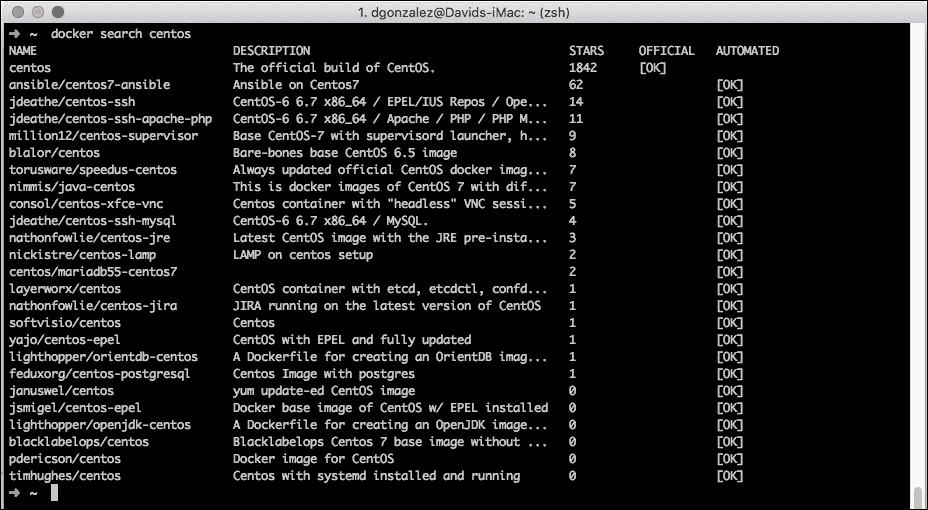 1. dgonzalez@Davids-iMac: ~ (zsh)
➜ ~ docker search centos
NAME DESCRIPTION STARS OFFICIAL AUTOMATED
centos The official build of CentOS. 1842 [OK]
ansible/centos7-ansible Ansible on Centos7 62 [OK]
jdeathe/centos-ssh CentOS-6 6.7 x86_64 / EPEL/IUS Repos / Ope... 14 [OK]
jdeathe/centos-ssh-apache-php CentOS-6 6.7 x86_64 / Apache / PHP / PHP M... 11 [OK]
million12/centos-supervisor Base CentOS-7 with supervisord launcher, h... 9 [OK]
blalor/centos Bare-bones base CentOS 6.5 image 8 [OK]
torusware/speedus-centos Always updated official CentOS docker imag... 7 [OK]
nimmis/java-centos This is docker images of CentOS 7 with dif... 7 [OK]
consol/centos-xfce-vnc Centos container with "headless" VNC sessi... 5 [OK]
jdeathe/centos-ssh-mysql CentOS-6 6.7 x86_64 / MySQL. 4 [OK]
nathonfowlie/centos-jre Latest CentOS image with the JRE pre-insta... 3 [OK]
nickistre/centos-lamp LAMP on centos setup 2 [OK]
centos/mariadb55-centos7 2 [OK]
layerworx/centos CentOS container with etcd, etcdctl, confd... 1 [OK]
nathonfowlie/centos-jira JIRA running on the latest version of CentOS 1 [OK]
softvisio/centos Centos 1 [OK]
yajo/centos-epel CentOS with EPEL and fully updated 1 [OK]
lighthopper/orientdb-centos A Dockerfile for creating an OrientDB imag... 1 [OK]
feduxorg/centos-postgresql Centos Image with postgres 1 [OK]
januswel/centos yum update-ed CentOS image 0 [OK]
jsmigel/centos-epel Docker base image of CentOS w/ EPEL installed 0 [OK]
lighthopper/openjdk-centos A Dockerfile for creating an OpenJDK image... 0 [OK]
blacklabelops/centos Blacklabelops Centos 7 base image without ... 0 [OK]
pdericson/centos Docker image for CentOS 0 [OK]
timhughes/centos Centos with systemd installed and running 0 [OK]
➜ ~